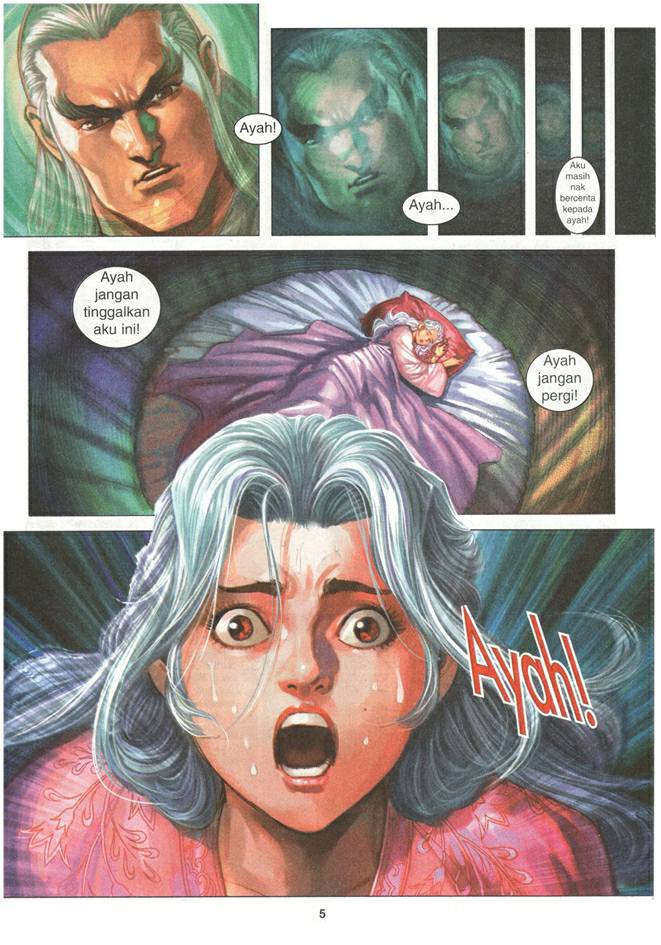 Ayah!
Ayah...
Aku
masih
nak
bercerita
kepada
ayah!
Ayah
jangan
tinggalkan
aku ini!
Ayah
jangan
pergi!
Ayah!
5